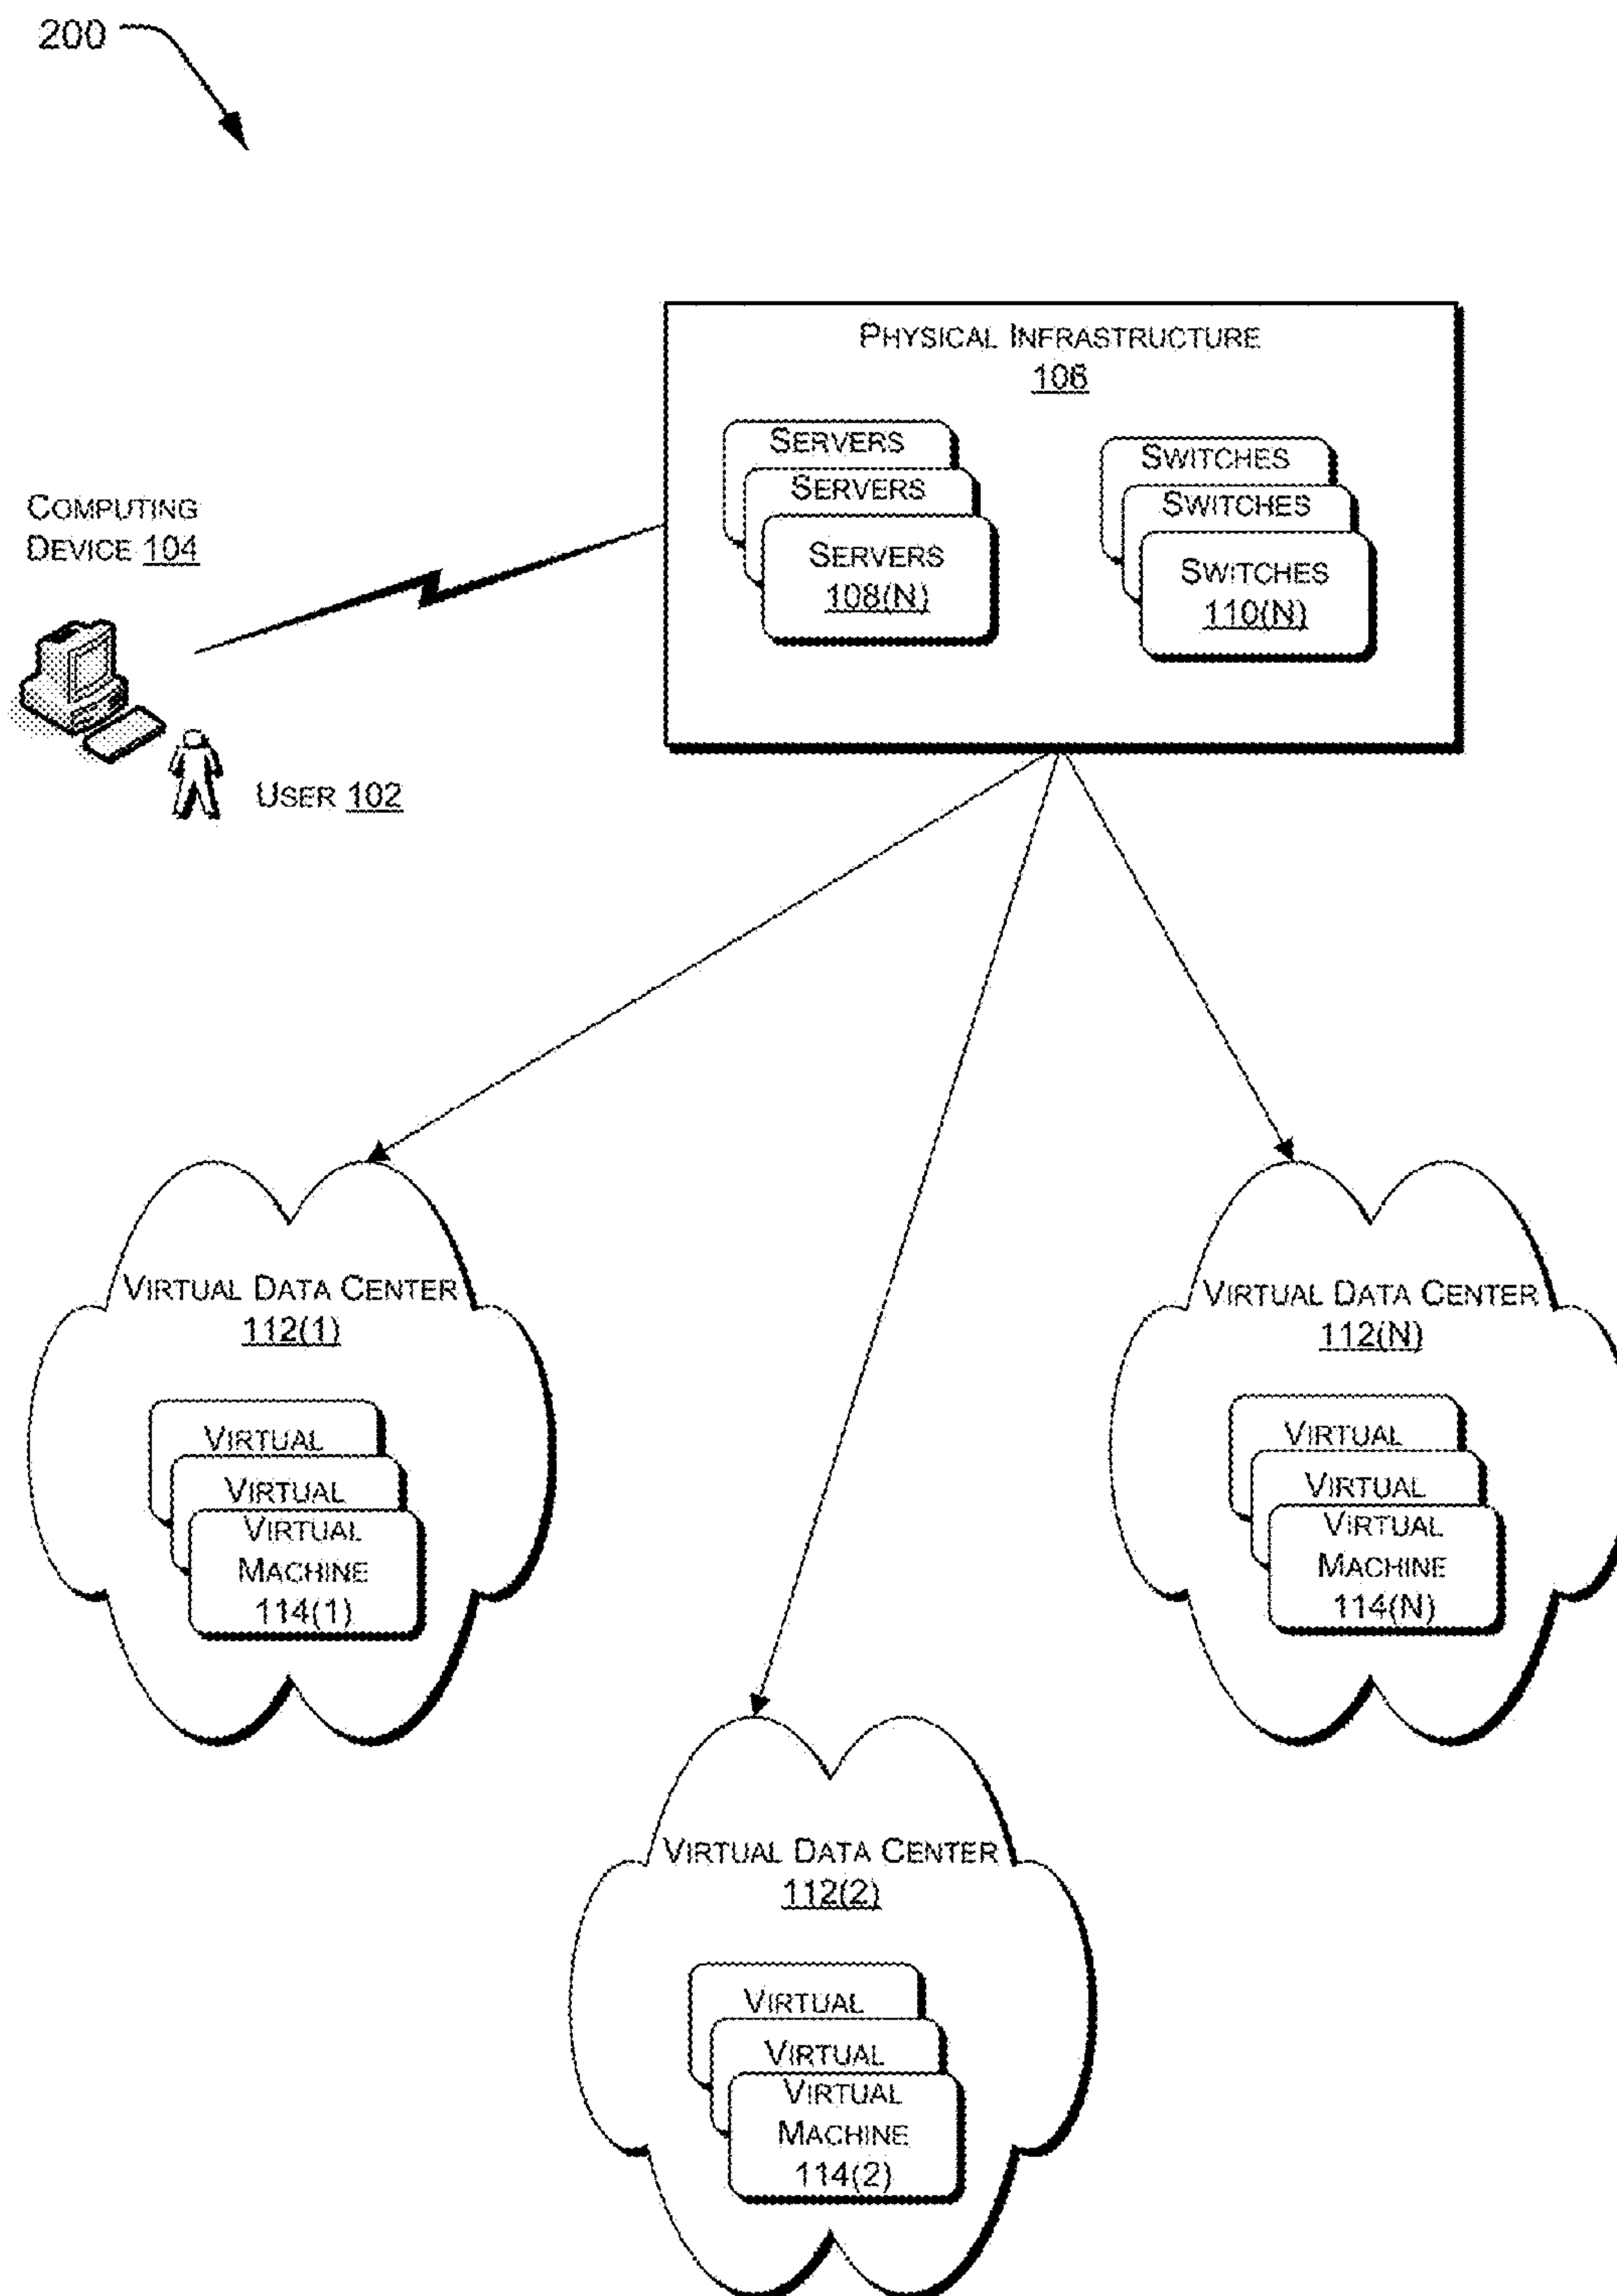 200
PHYSICAL INFRASTRUCTURE
106
SERVERS
SERVERS
SERVERS
108(N)
SWITCHES
SWITCHES
SWITCHES
110(N)
COMPUTING
DEVICE 104
USER 102
VIRTUAL DATA CENTER
112(1)
VIRTUAL
VIRTUAL
VIRTUAL
MACHINE
114(1)
VIRTUAL DATA CENTER
112(N)
VIRTUAL
VIRTUAL
VIRTUAL
MACHINE
114(N)
VIRTUAL DATA CENTER
112(2)
VIRTUAL
VIRTUAL
VIRTUAL
MACHINE
114(2)